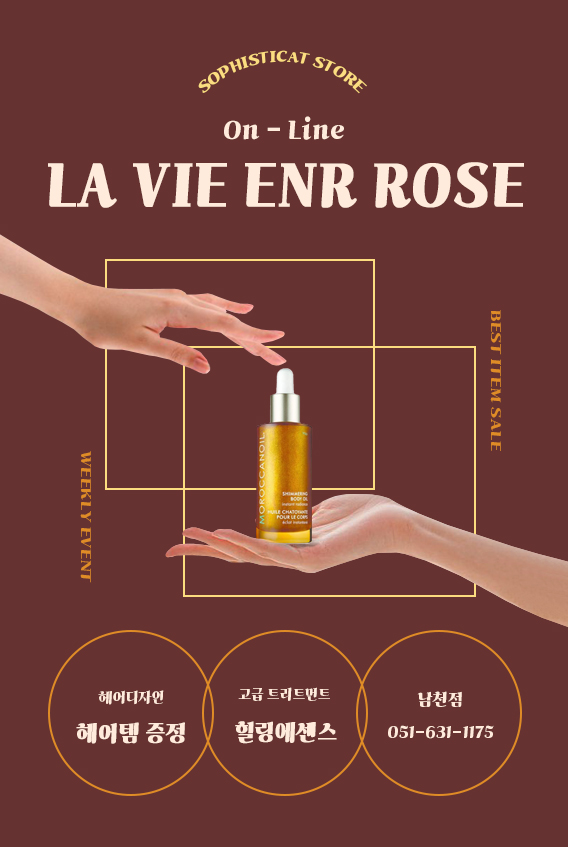 SOPHISTICAT STORE
On - Line
LA VIE ENR ROSE
BEST ITEM SALE
WEEKLY EVENT
MOROCCANOIL
SHIMMERING
BODY OIL
HUILE CHATOYANTE
POUR LE CORPS
헤어디자인
헤어템 증정
고급 트리트먼트
힐링에센스
남천점
051-631-1175